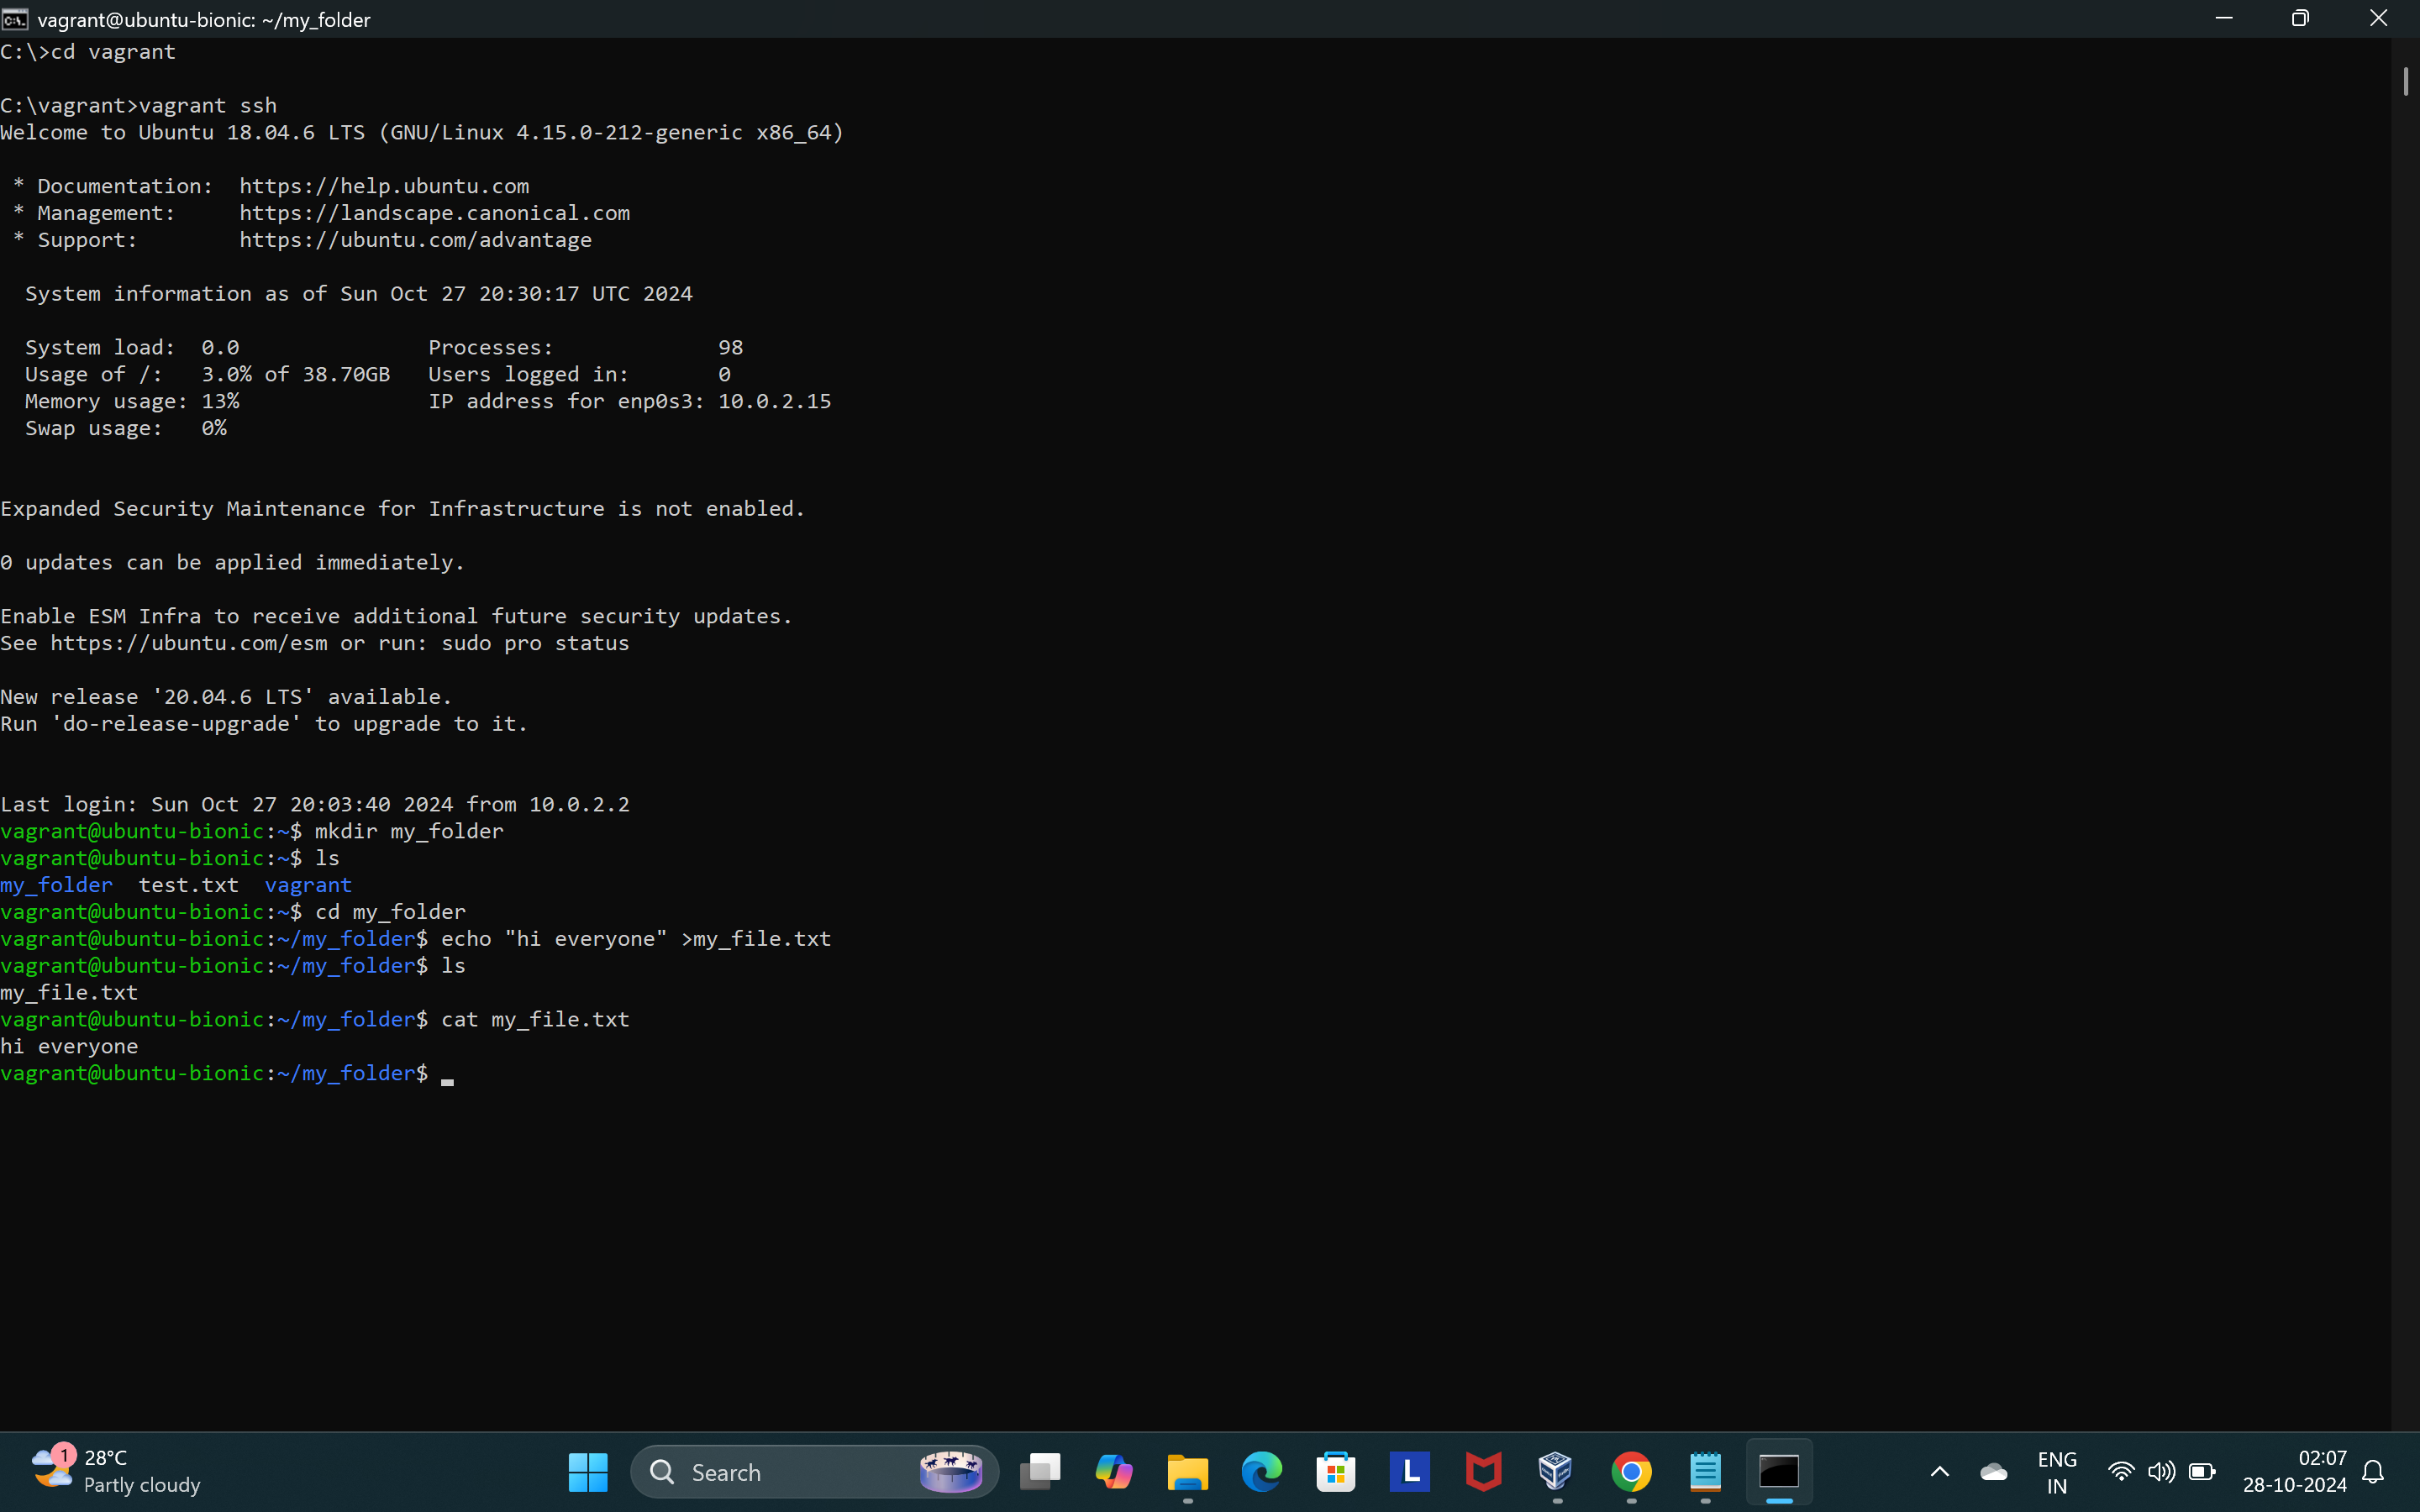 vagrant@ubuntu-bionic: ~/my_folder
C:\>cd vagrant
C:\vagrant>vagrant ssh
Welcome to Ubuntu 18.04.6 LTS (GNU/Linux 4.15.0-212-generic x86_64)
* Documentation:  https://help.ubuntu.com
* Management:     https://landscape.canonical.com
* Support:        https://ubuntu.com/advantage
System information as of Sun Oct 27 20:30:17 UTC 2024
System load:  0.0               Processes:             98
Usage of /:   3.0% of 38.70GB   Users logged in:       0
Memory usage: 13%               IP address for enp0s3: 10.0.2.15
Swap usage:   0%
Expanded Security Maintenance for Infrastructure is not enabled.
0 updates can be applied immediately.
Enable ESM Infra to receive additional future security updates.
See https://ubuntu.com/esm or run: sudo pro status
New release '20.04.6 LTS' available.
Run 'do-release-upgrade' to upgrade to it.
Last login: Sun Oct 27 20:03:40 2024 from 10.0.2.2
vagrant@ubuntu-bionic:~$ mkdir my_folder
vagrant@ubuntu-bionic:~$ ls
my_folder  test.txt  vagrant
vagrant@ubuntu-bionic:~$ cd my_folder
vagrant@ubuntu-bionic:~/my_folder$ echo "hi everyone" >my_file.txt
vagrant@ubuntu-bionic:~/my_folder$ ls
my_file.txt
vagrant@ubuntu-bionic:~/my_folder$ cat my_file.txt
hi everyone
vagrant@ubuntu-bionic:~/my_folder$
1
28°C
Partly cloudy
Search
L
ENG
IN
02:07
28-10-2024